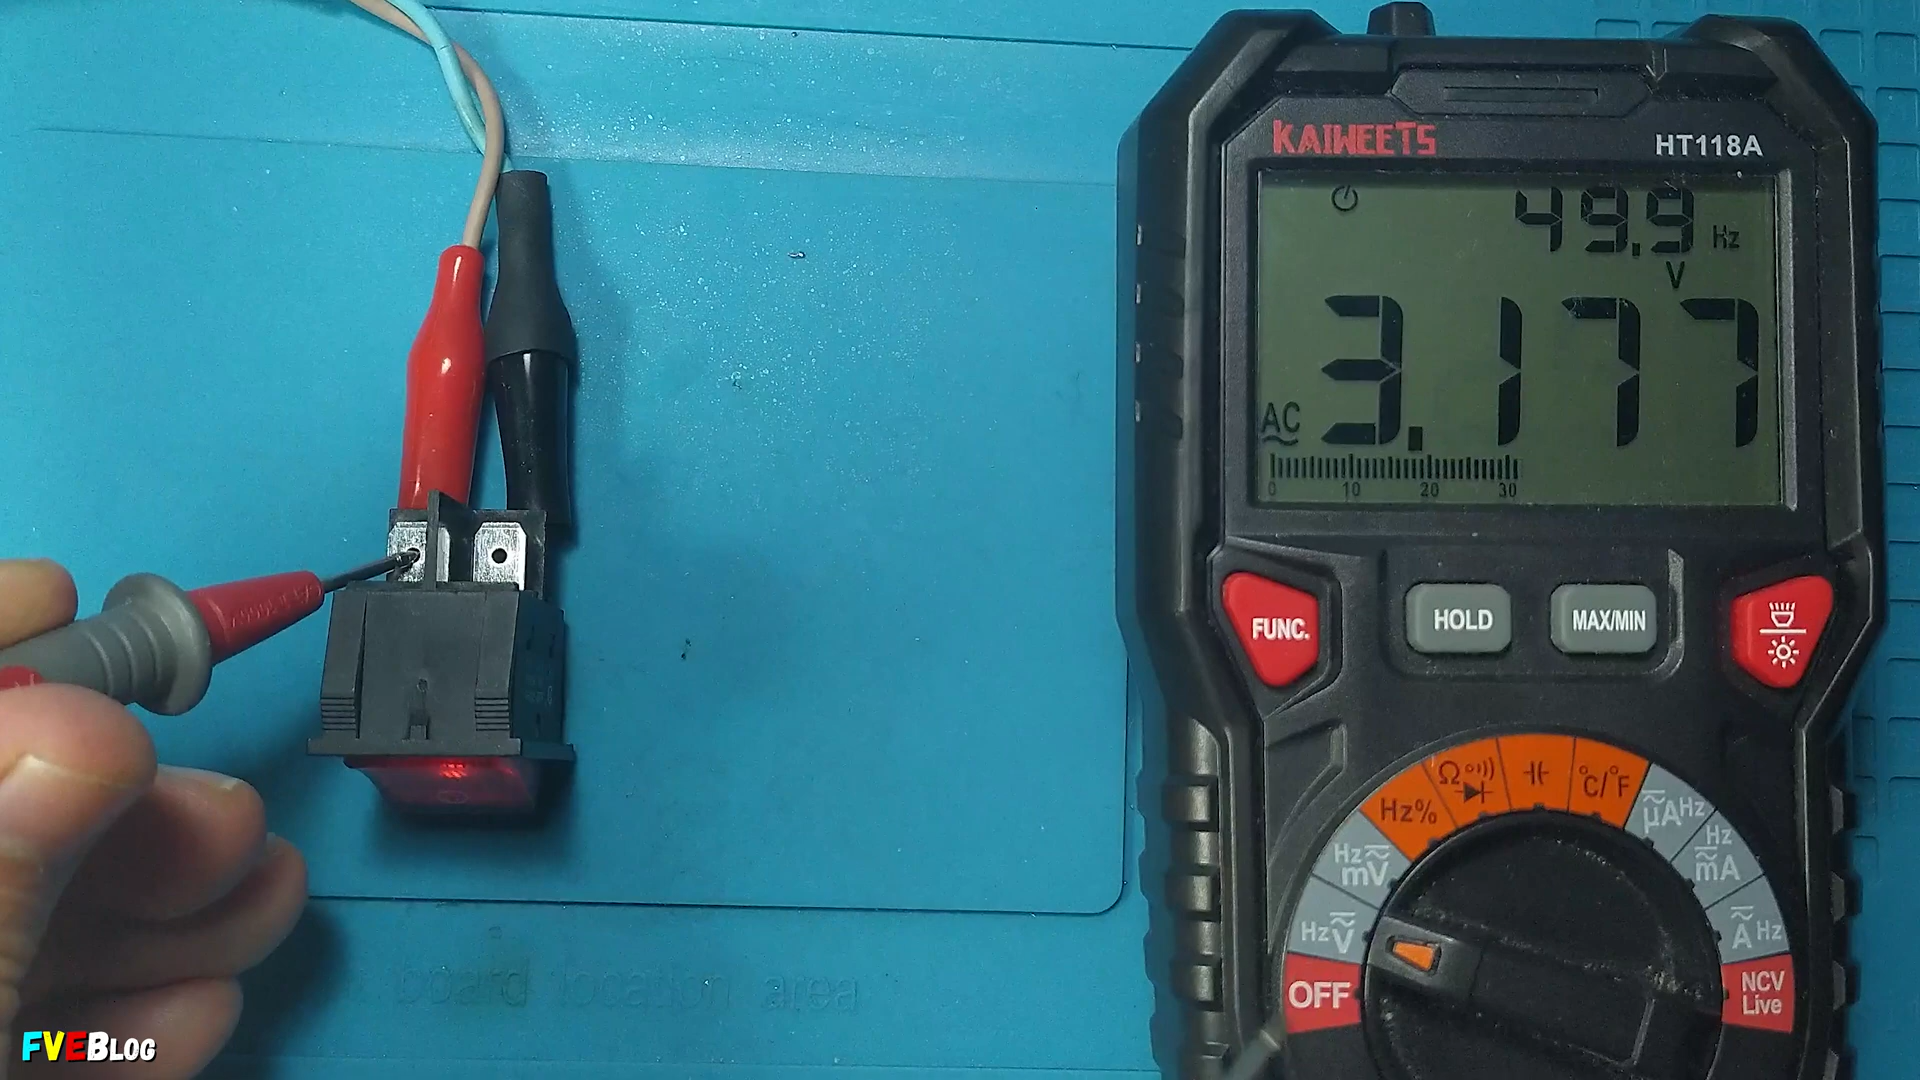 KAIWEETS
HT118A
49.9 Hz
V
AC 3.177
0 10 20 30
FUNC.
HOLD
MAX/MIN
Hz%
Ω
°C/°F
μA Hz
Hz mA
A Hz
NCV Live
Hz mV
Hz V
OFF
board location area
FVEBLOG